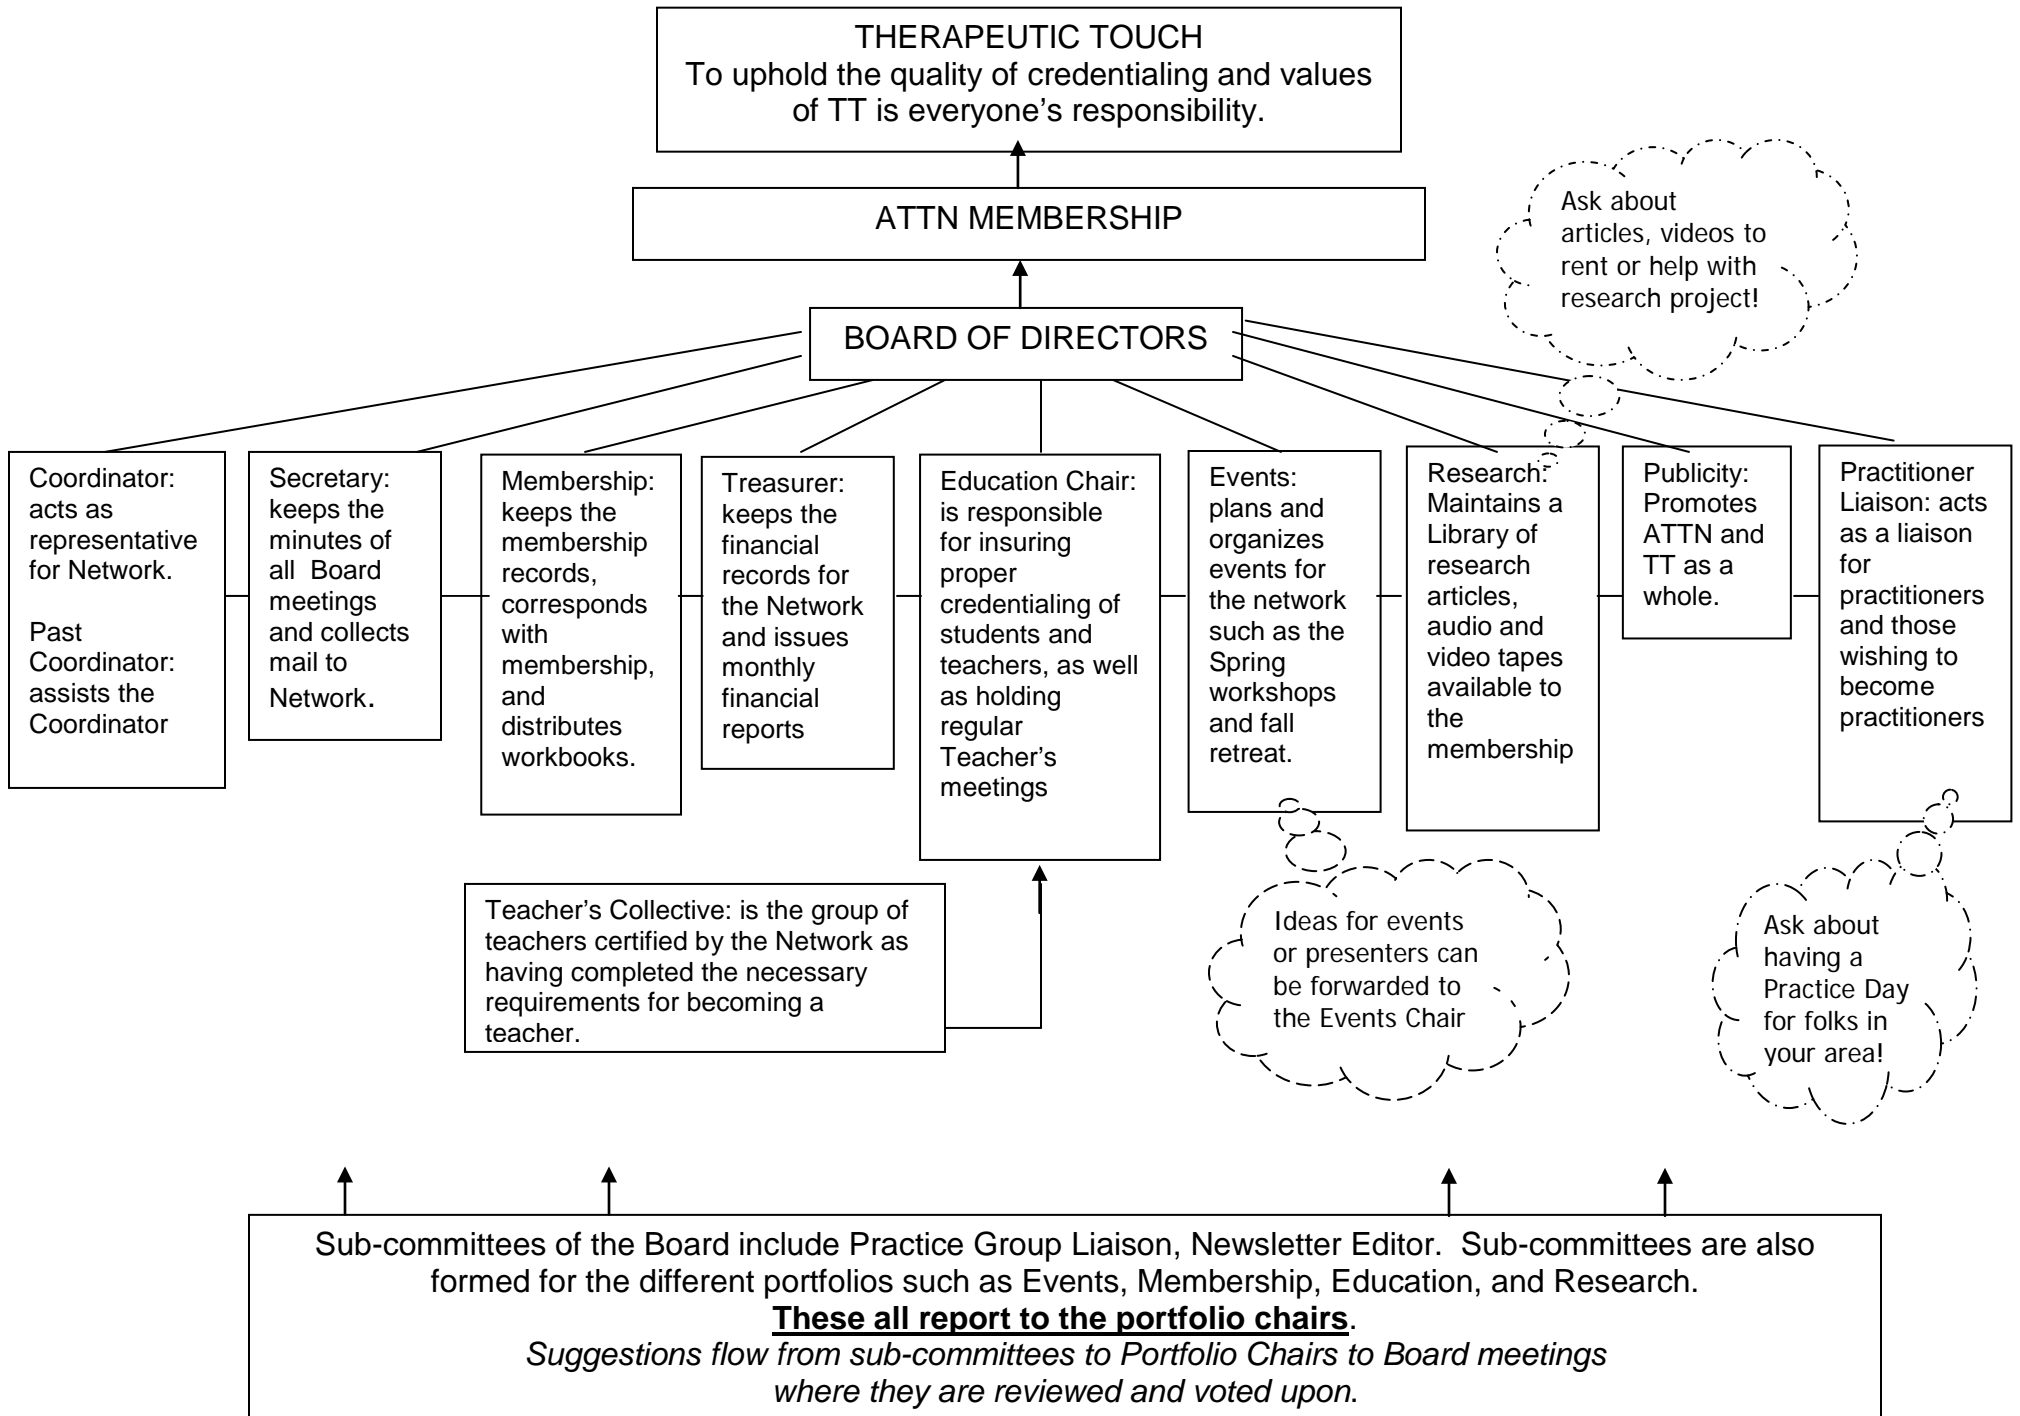 THERAPEUTIC TOUCH
To uphold the quality of credentialing and values
of TT is everyone’s responsibility.
ATTN MEMBERSHIP
Ask about
articles, videos to
rent or help with
research project!
BOARD OF DIRECTORS
Coordinator:
acts as
representative
for Network.
Past
Coordinator:
assists the
Coordinator
Secretary:
keeps the
minutes of
all  Board
meetings
and collects
mail to
Network.
Membership:
keeps the
membership
records,
corresponds
with
membership,
and
distributes
workbooks.
Treasurer:
keeps the
financial
records for
the Network
and issues
monthly
financial
reports
Education Chair:
is responsible
for insuring
proper
credentialing of
students and
teachers, as well
as holding
regular
Teacher’s
meetings
Events:
plans and
organizes
events for
the network
such as the
Spring
workshops
and fall
retreat.
Research:
Maintains a
Library of
research
articles,
audio and
video tapes
available to
the
membership
Publicity:
Promotes
ATTN and
TT as a
whole.
Practitioner
Liaison: acts
as a liaison
for
practitioners
and those
wishing to
become
practitioners
Teacher’s Collective: is the group of
teachers certified by the Network as
having completed the necessary
requirements for becoming a
teacher.
Ideas for events
or presenters can
be forwarded to
the Events Chair
Ask about
having a
Practice Day
for folks in
your area!
Sub-committees of the Board include Practice Group Liaison, Newsletter Editor.  Sub-committees are also
formed for the different portfolios such as Events, Membership, Education, and Research.
These all report to the portfolio chairs.
Suggestions flow from sub-committees to Portfolio Chairs to Board meetings
where they are reviewed and voted upon.